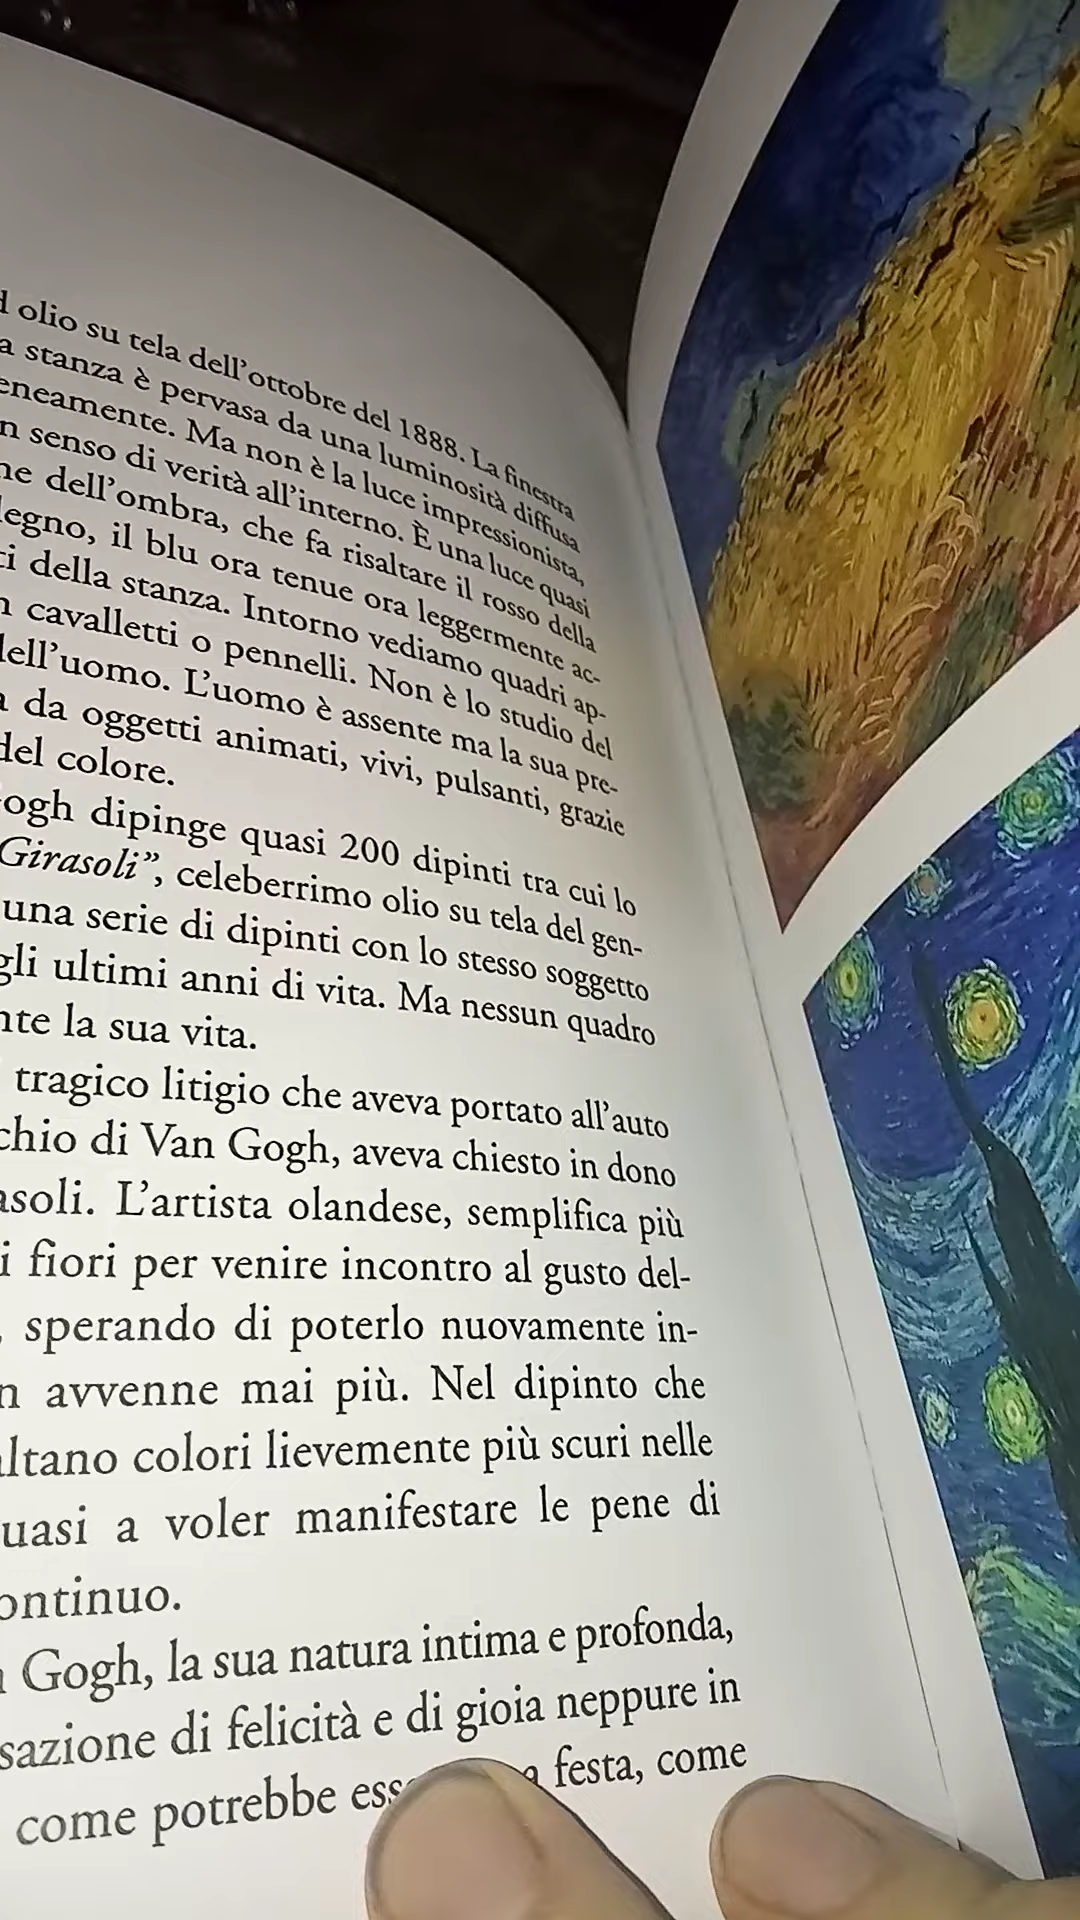 olio su tela dell'ottobre del 1888. La finestra
a stanza è pervasa da una luminosità diffusa
eneamente. Ma non è la luce impressionista,
n senso di verità all'interno. È una luce quasi
ne dell'ombra, che fa risaltare il rosso della
legno, il blu ora tenue ora leggermente ac-
ti della stanza. Intorno vediamo quadri ap-
n cavalletti o pennelli. Non è lo studio del
dell'uomo. L'uomo è assente ma la sua pre-
a da oggetti animati, vivi, pulsanti, grazie
del colore.
Gogh dipinge quasi 200 dipinti tra cui lo
Girasoli", celeberrimo olio su tela del gen-
una serie di dipinti con lo stesso soggetto
gli ultimi anni di vita. Ma nessun quadro
nte la sua vita.
tragico litigio che aveva portato all'auto
chio di Van Gogh, aveva chiesto in dono
asoli. L'artista olandese, semplifica più
i fiori per venire incontro al gusto del-
, sperando di poterlo nuovamente in-
n avvenne mai più. Nel dipinto che
ltano colori lievemente più scuri nelle
uasi a voler manifestare le pene di
ontinuo.
Gogh, la sua natura intima e profonda,
sazione di felicità e di gioia neppure in
come potrebbe ess a festa, come